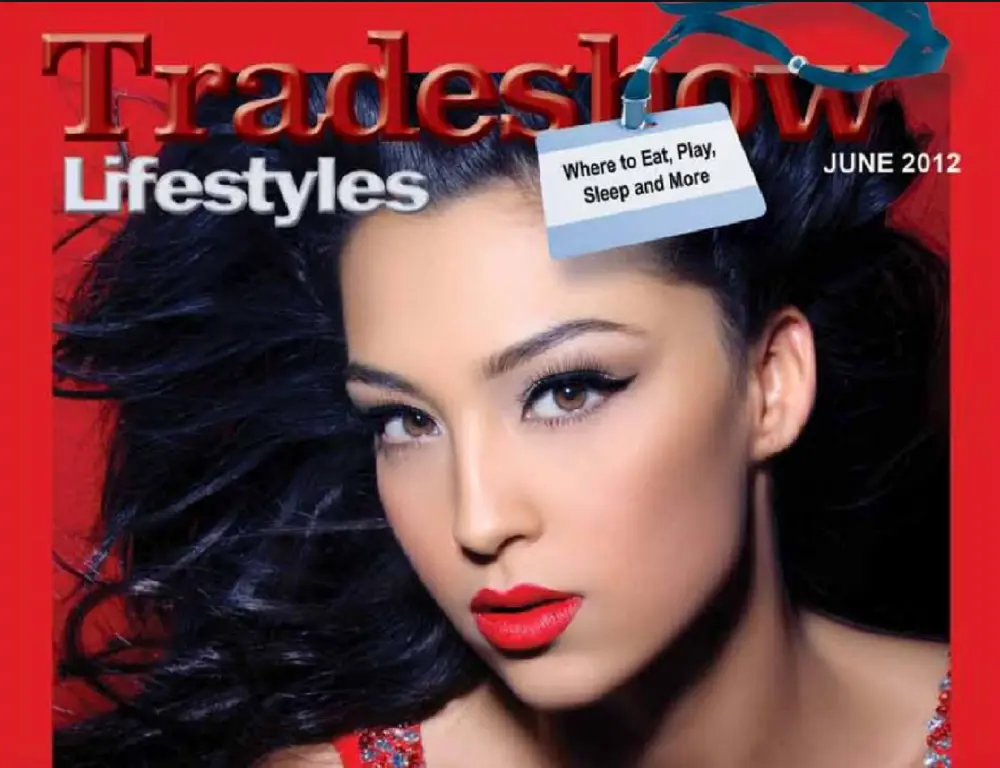 Tradeshow
Lifestyles
Where to Eat, Play,
Sleep and More
JUNE 2012